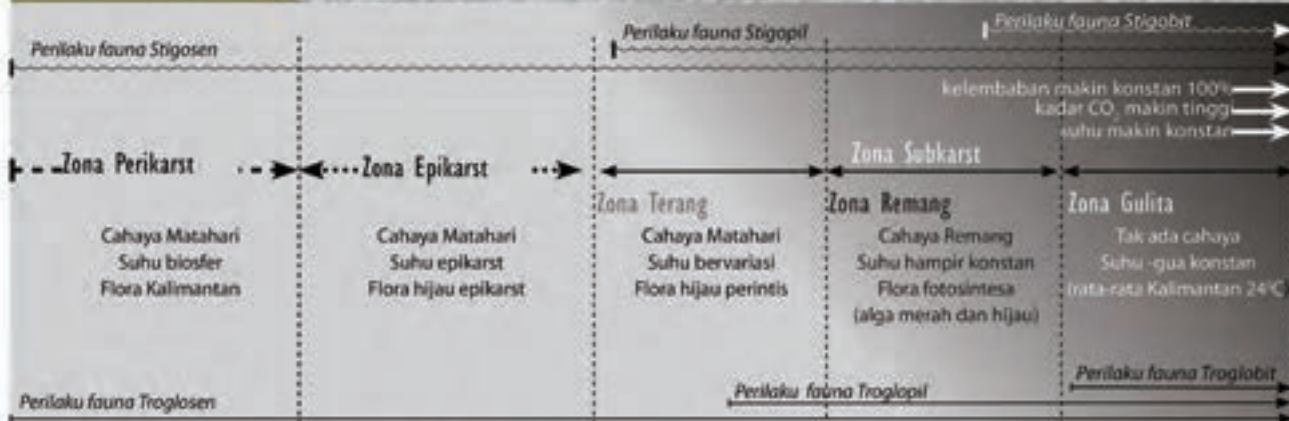 Perilaku fauna Stigobit
Perilaku fauna Stigopil
Perilaku fauna Stigosen
kelembaban makin konstan 100%
kadar CO₂ makin tinggi
suhu makin konstan
Zona Perikarst
Zona Epikarst
Zona Subkarst
Zona Terang
Zona Remang
Zona Gulita
Cahaya Matahari
Suhu biosfer
Flora Kalimantan
Cahaya Matahari
Suhu epikarst
Flora hijau epikarst
Cahaya Matahari
Suhu bervariasi
Flora hijau perintis
Cahaya Remang
Suhu hampir konstan
Flora fotosintesa
(alga merah dan hijau)
Tak ada cahaya
Suhu -gua konstan
(rata-rata Kalimantan 24°C)
Perilaku fauna Troglobit
Perilaku fauna Troglopil
Perilaku fauna Troglosen